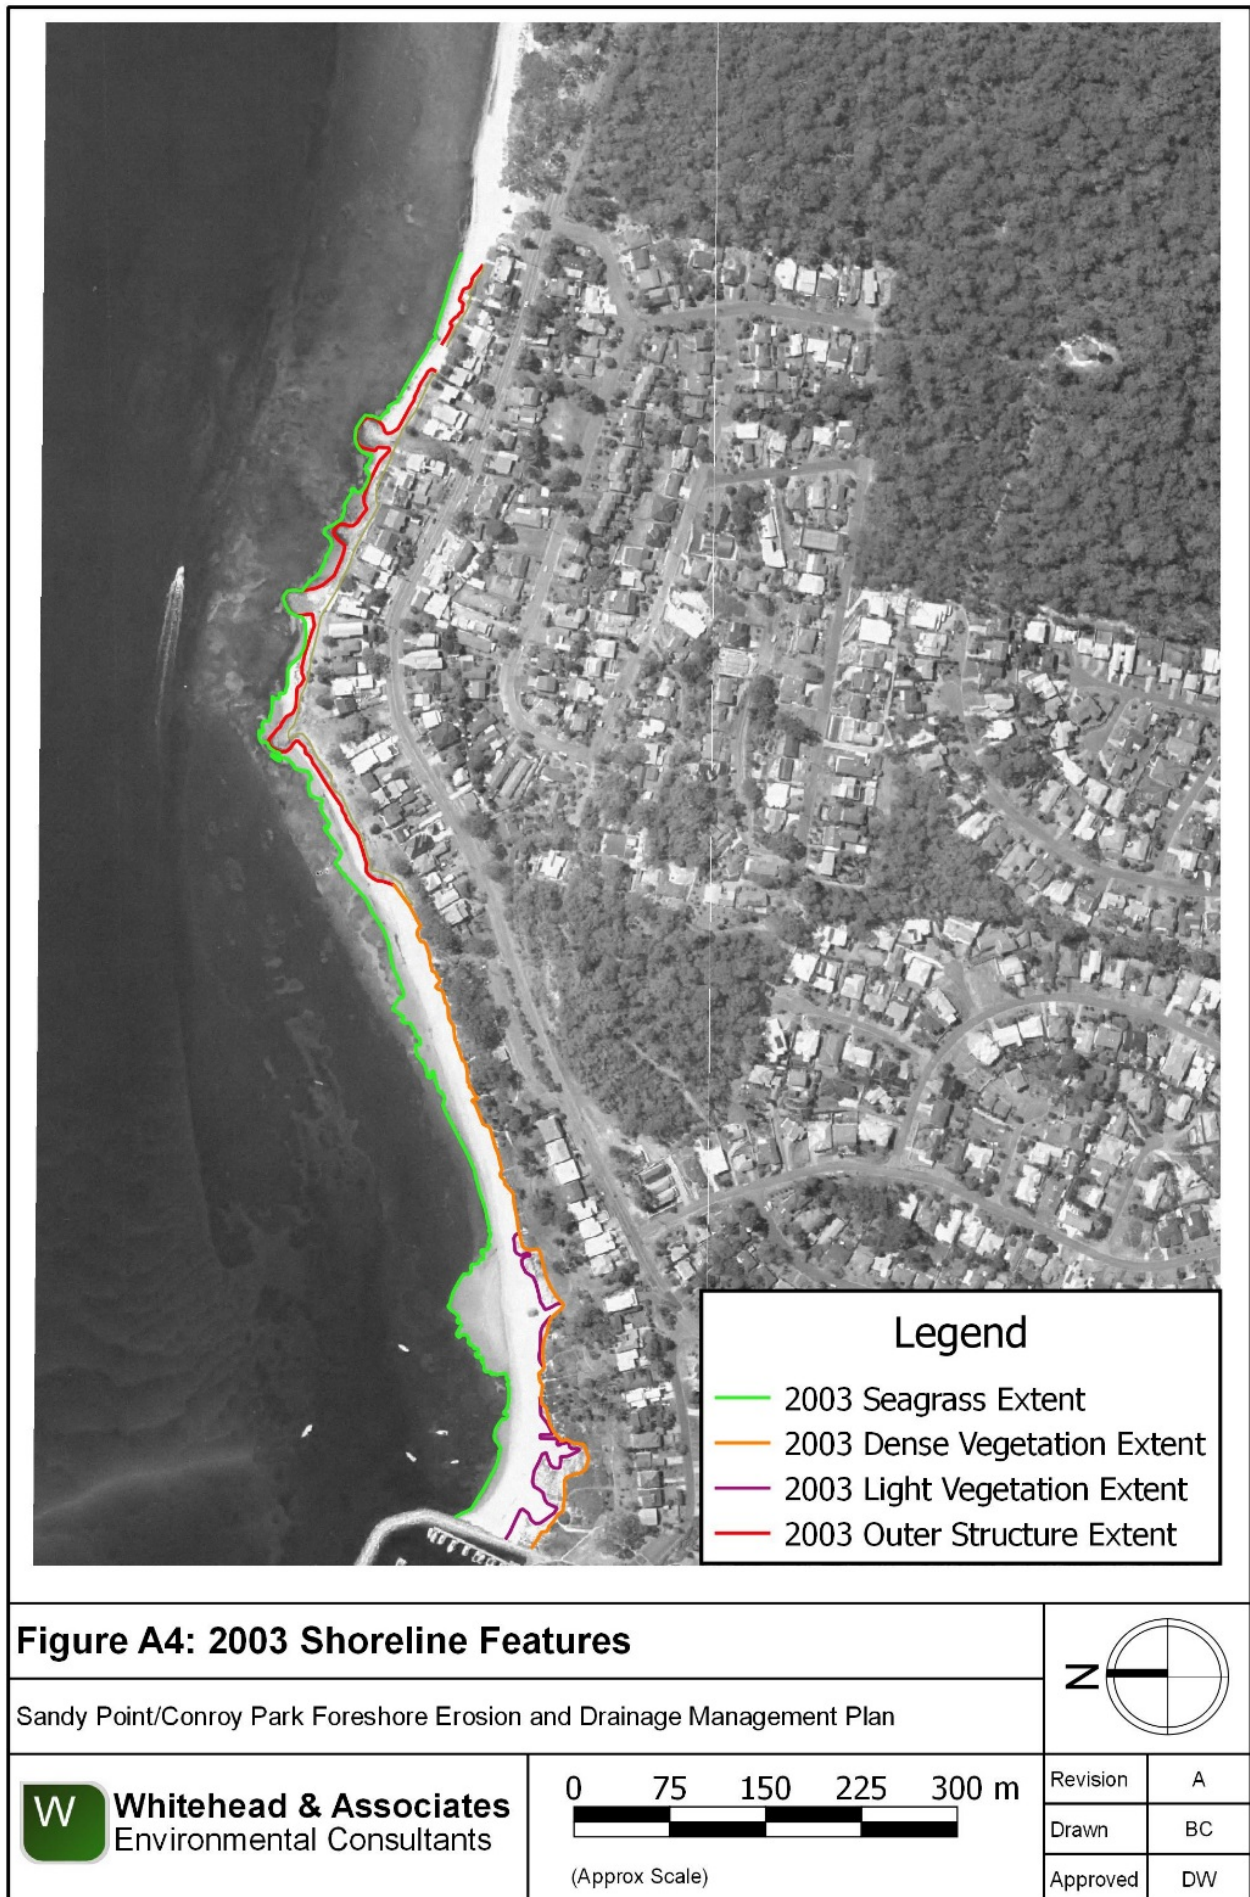 Legend
2003 Seagrass Extent
2003 Dense Vegetation Extent
2003 Light Vegetation Extent
2003 Outer Structure Extent
Figure A4: 2003 Shoreline Features
Sandy Point/Conroy Park Foreshore Erosion and Drainage Management Plan
N
W
Whitehead & Associates
Environmental Consultants
0 75 150 225 300 m
(Approx Scale)
Revision A
Drawn BC
Approved DW